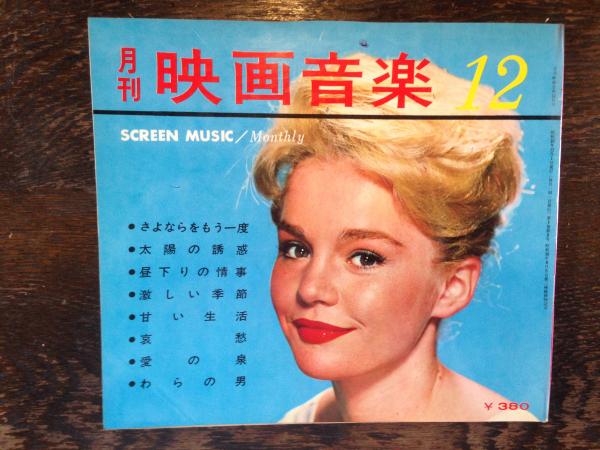 月刊 映画音楽 12
SCREEN MUSIC / Monthly
• さよならをもう一度
• 太陽の誘惑
• 昼下りの情事
• 激しい季節
• 甘い生活
• 哀愁
• 愛の泉
• わらの男
¥380